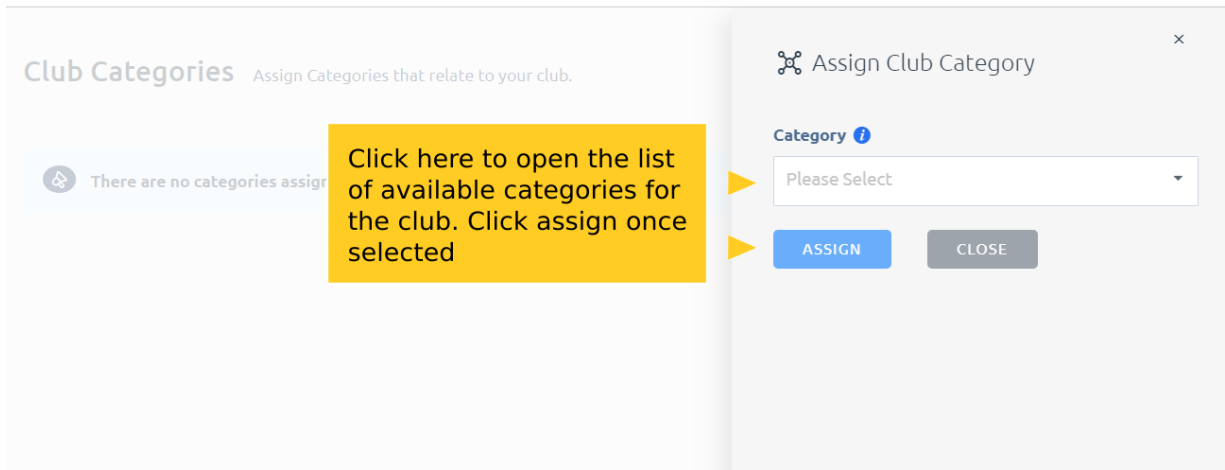 Club Categories Assign Categories that relate to your club.
There are no categories assig
Click here to open the list
of available categories for
the club. Click assign once
selected
×
Assign Club Category
Category i
Please Select
ASSIGN CLOSE